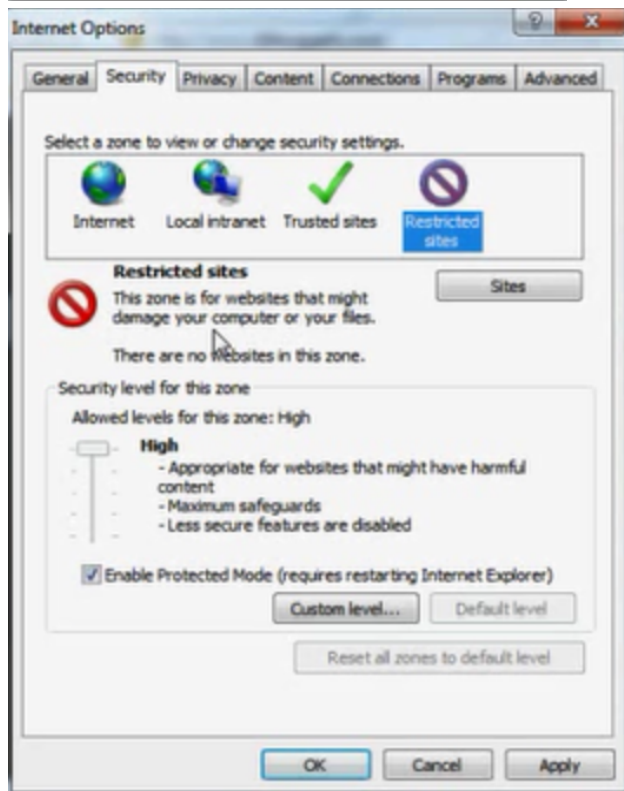 Internet Options
General Security Privacy Content Connections Programs Advanced
Select a zone to view or change security settings.
Internet Local intranet Trusted sites Restricted
sites
Restricted sites
Sites
This zone is for websites that might
damage your computer or your files.
There are no websites in this zone.
Security level for this zone
Allowed levels for this zone: High
High
- Appropriate for websites that might have harmful
content
- Maximum safeguards
- Less secure features are disabled
Enable Protected Mode (requires restarting Internet Explorer)
Custom level... Default level
Reset all zones to default level
OK Cancel Apply